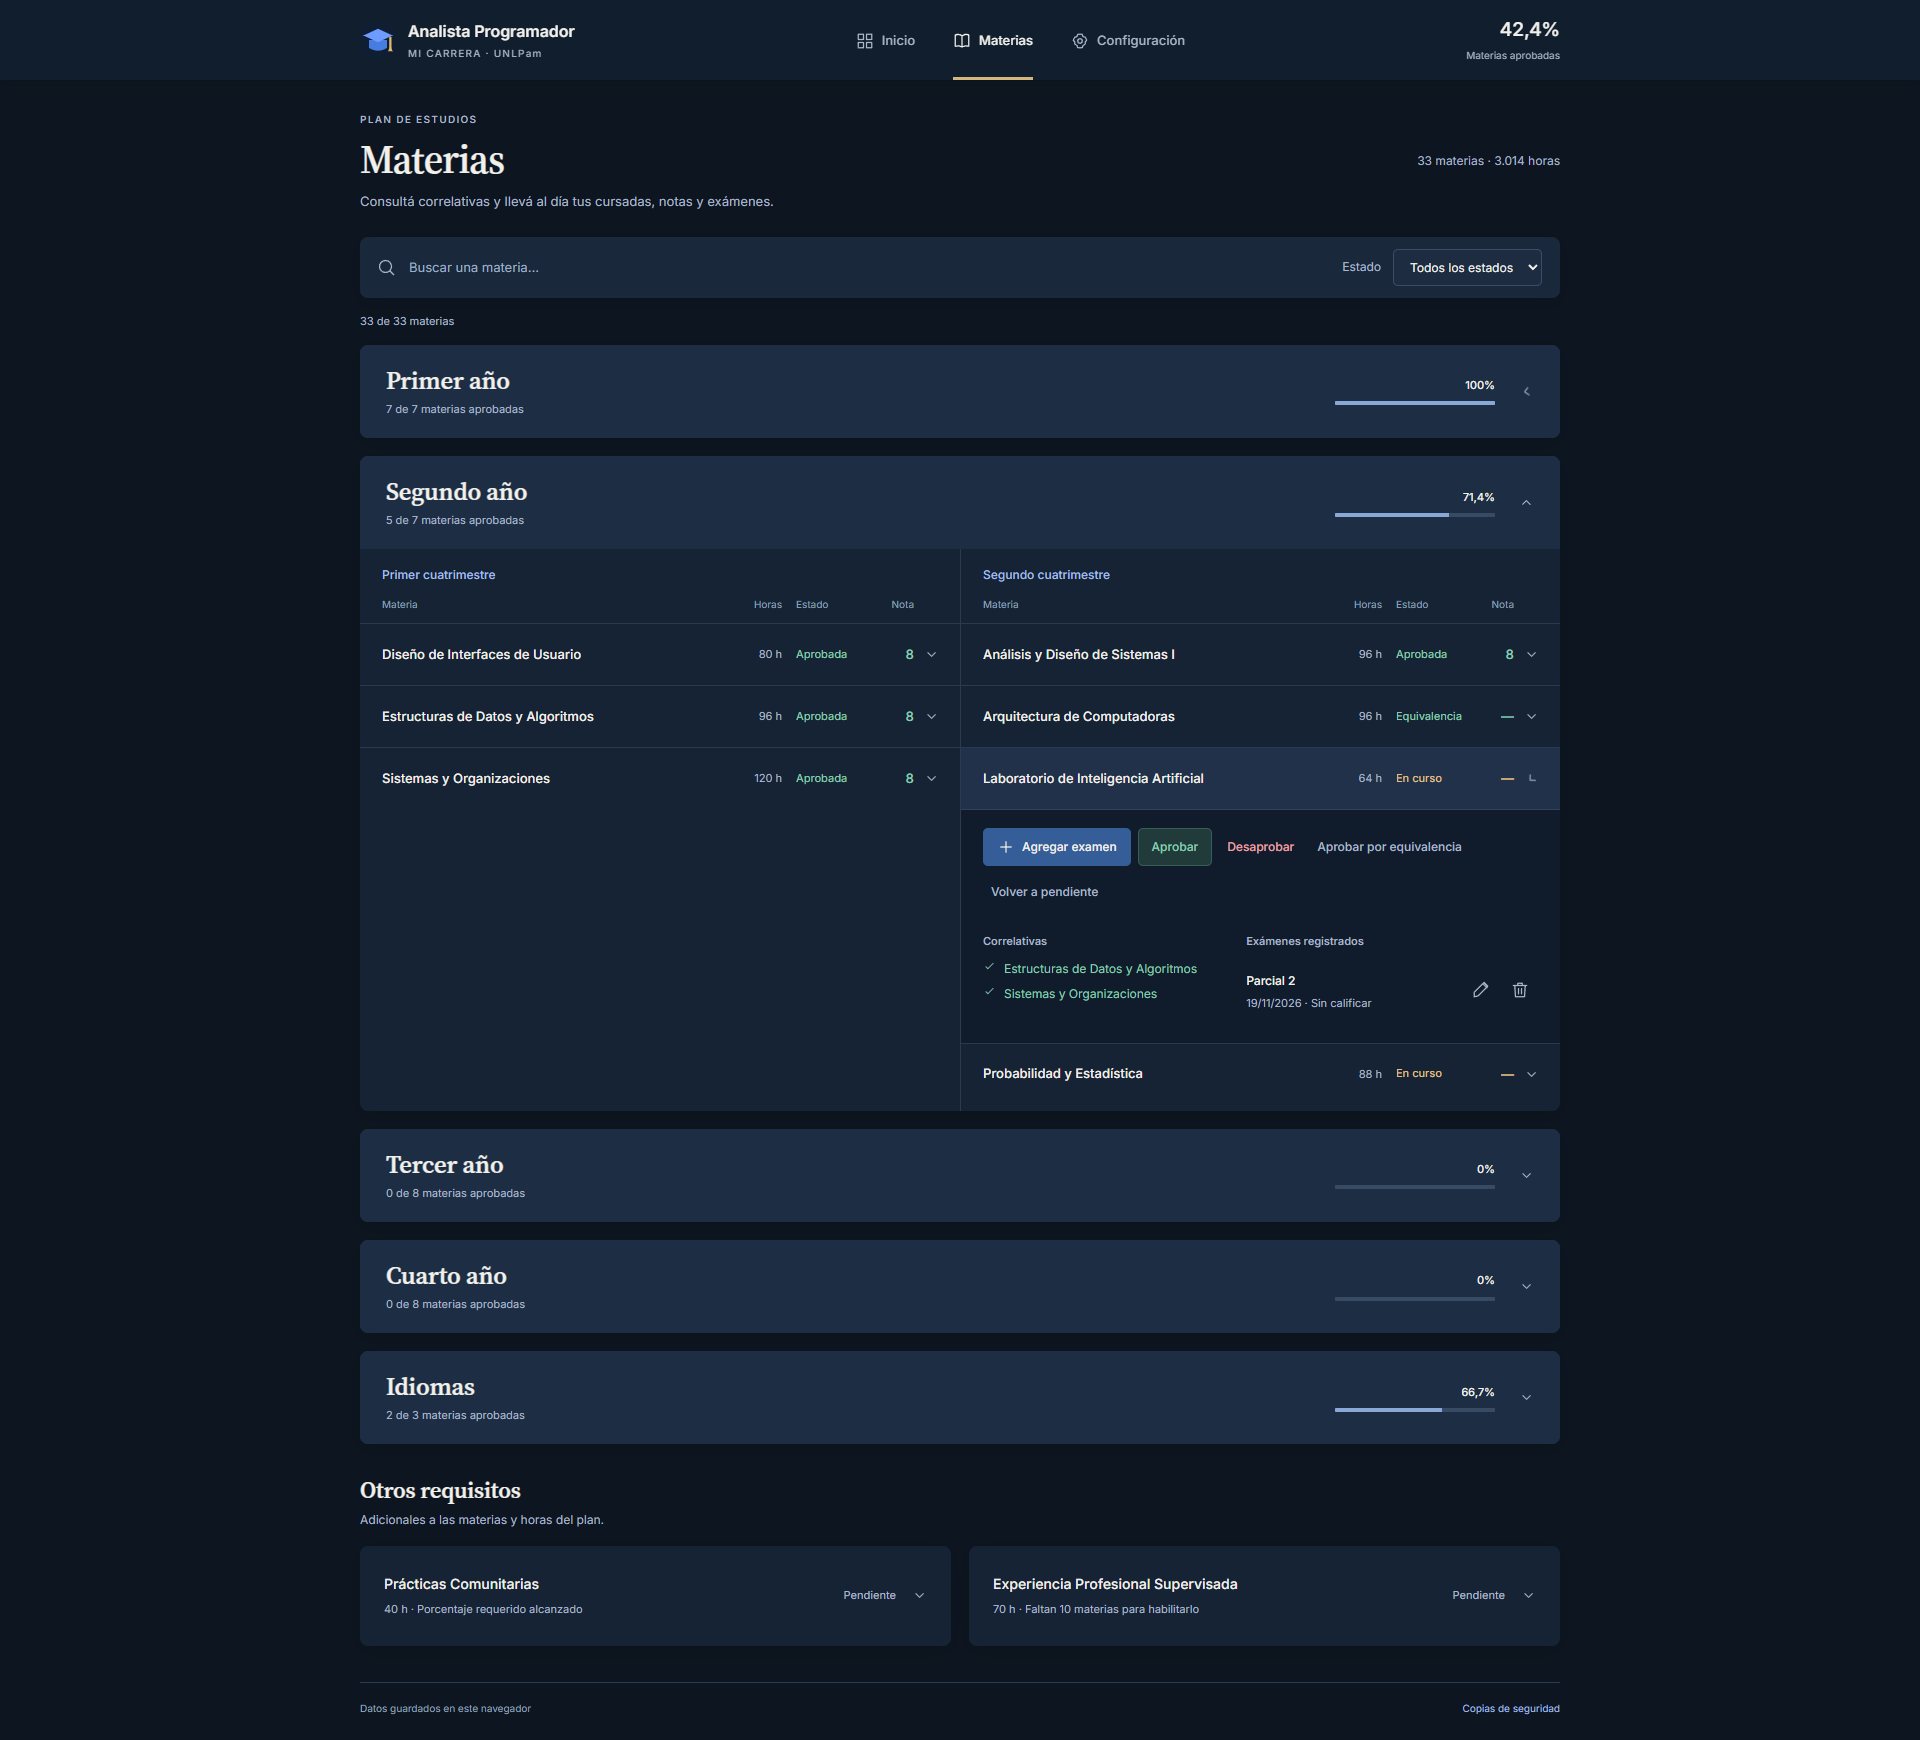 Analista Programador
MI CARRERA · UNLPam
Inicio
Materias
Configuración
42,4%
Materias aprobadas
PLAN DE ESTUDIOS
Materias
33 materias · 3.014 horas
Consultá correlativas y llevá al día tus cursadas, notas y exámenes.
Buscar una materia...
Estado
Todos los estados
33 de 33 materias
Primer año
7 de 7 materias aprobadas
100%
Segundo año
5 de 7 materias aprobadas
71,4%
Primer cuatrimestre
Materia Horas Estado Nota
Diseño de Interfaces de Usuario 80 h Aprobada 8
Estructuras de Datos y Algoritmos 96 h Aprobada 8
Sistemas y Organizaciones 120 h Aprobada 8
Segundo cuatrimestre
Materia Horas Estado Nota
Análisis y Diseño de Sistemas I 96 h Aprobada 8
Arquitectura de Computadoras 96 h Equivalencia —
Laboratorio de Inteligencia Artificial 64 h En curso —
Agregar examen
Aprobar
Desaprobar
Aprobar por equivalencia
Volver a pendiente
Correlativas
Estructuras de Datos y Algoritmos
Sistemas y Organizaciones
Exámenes registrados
Parcial 2
19/11/2026 · Sin calificar
Probabilidad y Estadística 88 h En curso —
Tercer año
0 de 8 materias aprobadas
0%
Cuarto año
0 de 8 materias aprobadas
0%
Idiomas
2 de 3 materias aprobadas
66,7%
Otros requisitos
Adicionales a las materias y horas del plan.
Prácticas Comunitarias
40 h · Porcentaje requerido alcanzado
Pendiente
Experiencia Profesional Supervisada
70 h · Faltan 10 materias para habilitarlo
Pendiente
Datos guardados en este navegador
Copias de seguridad